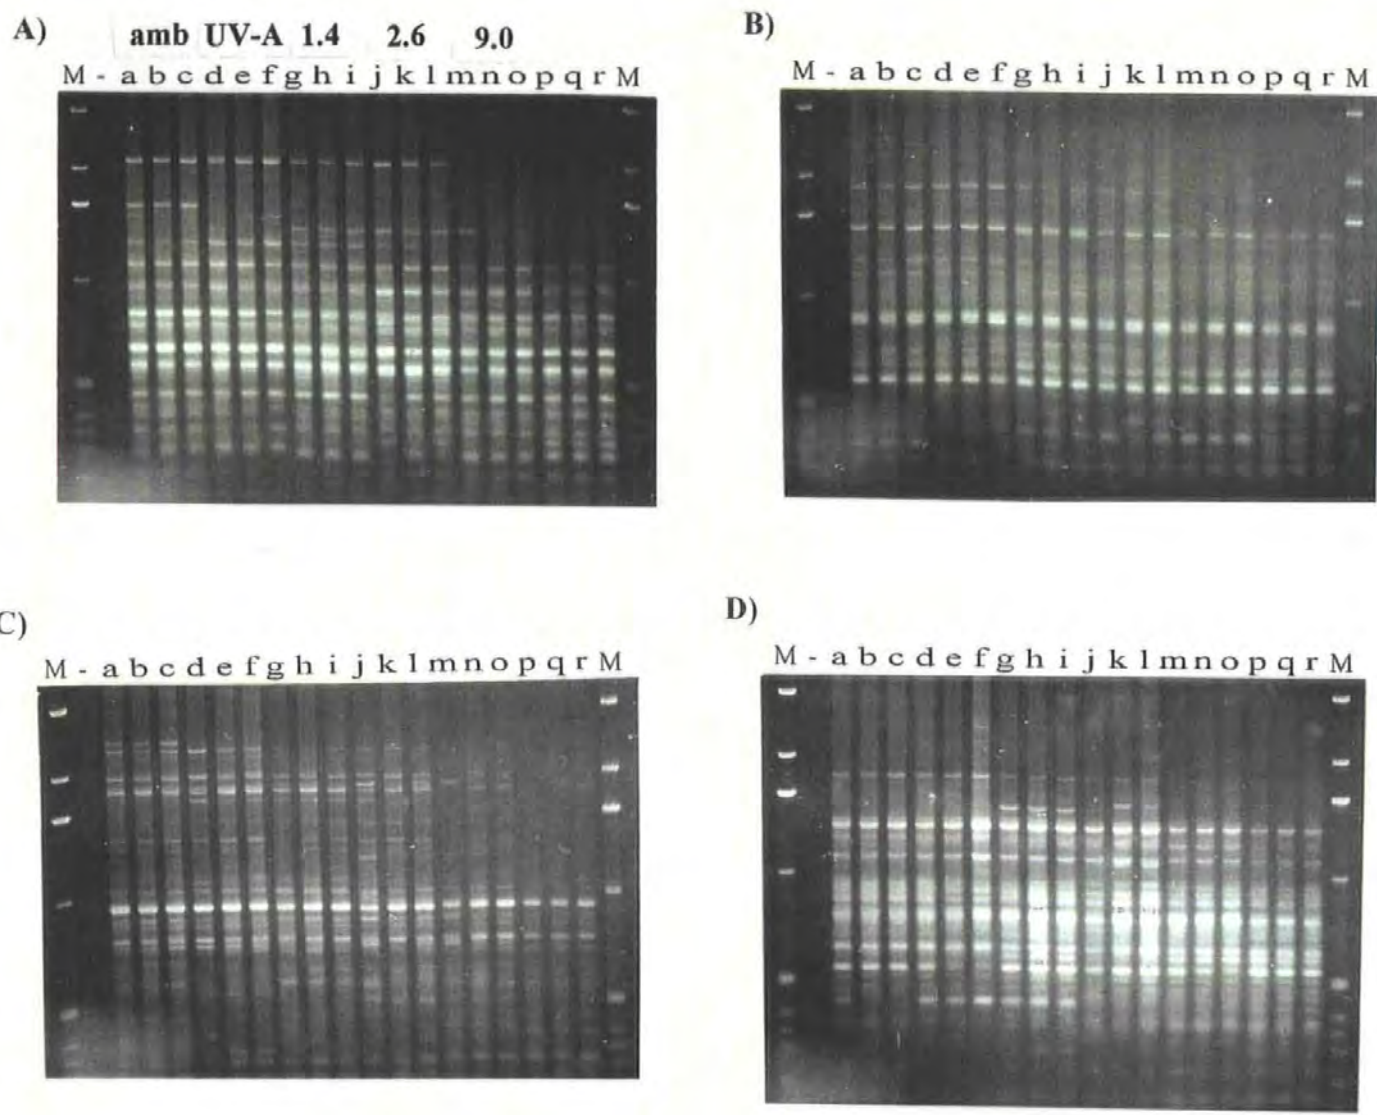 A)
amb UV-A 1.4 2.6 9.0
M - a b c d e f g h i j k l m n o p q r M
B)
M - a b c d e f g h i j k l m n o p q r M
C)
M - a b c d e f g h i j k l m n o p q r M
D)
M - a b c d e f g h i j k l m n o p q r M